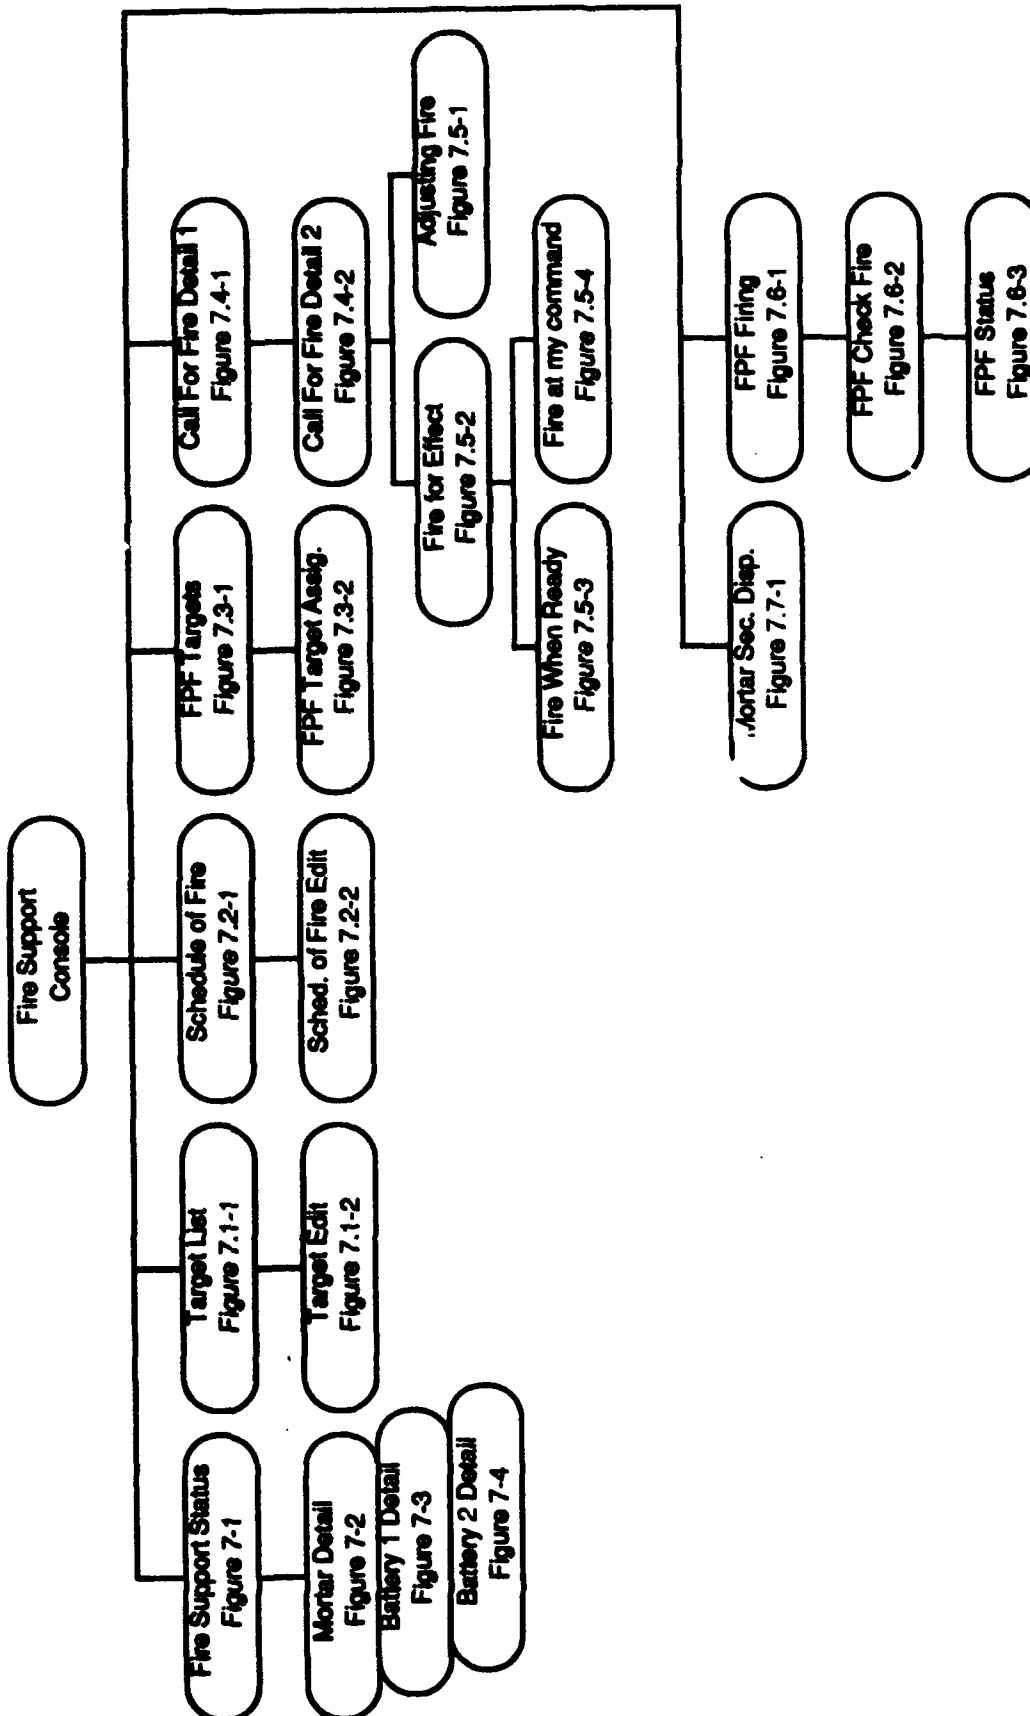 Fire Support
Console
Fire Support Status
Figure 7-1
Mortar Detail
Figure 7-2
Battery 1 Detail
Figure 7-3
Battery 2 Detail
Figure 7-4
Target List
Figure 7.1-1
Target Edit
Figure 7.1-2
Schedule of Fire
Figure 7.2-1
Sched. of Fire Edit
Figure 7.2-2
FPF Targets
Figure 7.3-1
FPF Target Assig.
Figure 7.3-2
Call For Fire Detail 1
Figure 7.4-1
Call For Fire Detail 2
Figure 7.4-2
Fire for Effect
Figure 7.5-2
Adjusting Fire
Figure 7.5-1
Fire When Ready
Figure 7.5-3
Fire at my command
Figure 7.5-4
Mortar Sec. Disp.
Figure 7.7-1
FPF Firing
Figure 7.6-1
FPF Check Fire
Figure 7.6-2
FPF Status
Figure 7.6-3